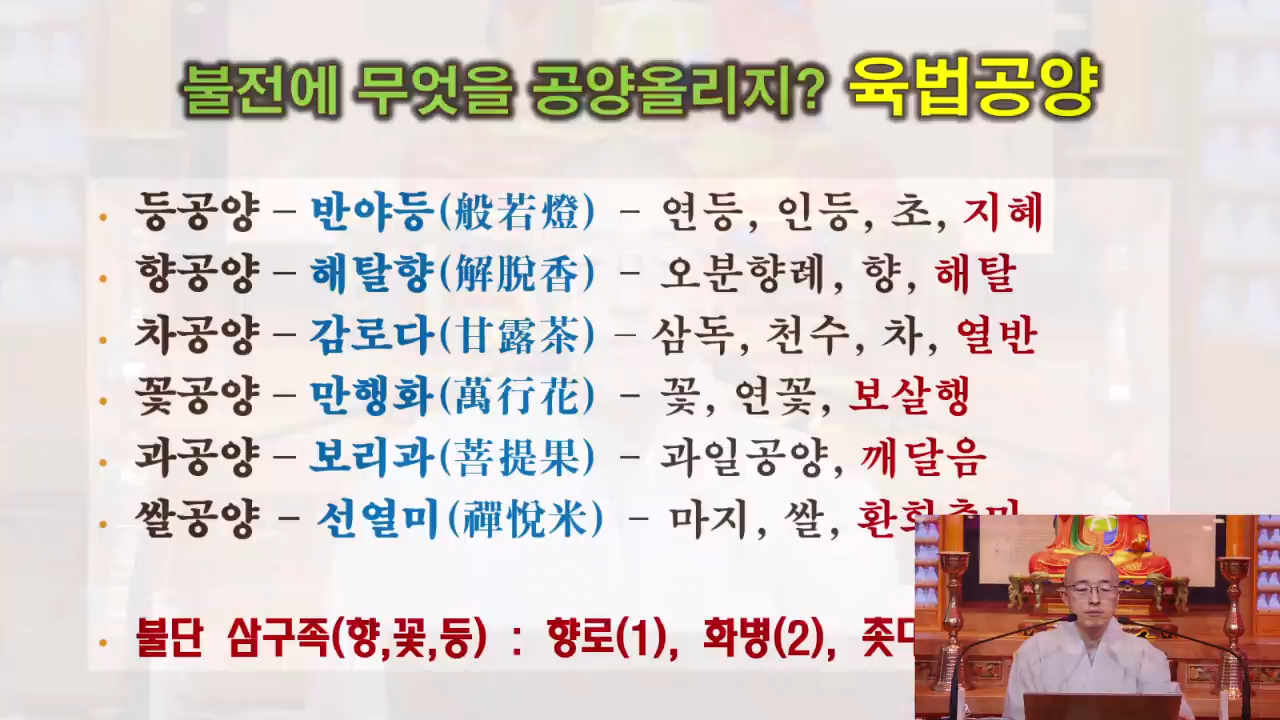 불전에 무엇을 공양올리지? 육법공양
• 등공양 – 반야등(般若燈) – 연등, 인등, 초, 지혜
• 향공양 – 해탈향(解脫香) – 오분향례, 향, 해탈
• 차공양 – 감로다(甘露茶) – 삼독, 천수, 차, 열반
• 꽃공양 – 만행화(萬行花) – 꽃, 연꽃, 보살행
• 과공양 – 보리과(菩提果) – 과일공양, 깨달음
• 쌀공양 – 선열미(禪悅米) – 마지, 쌀,
• 불단 삼구족(향,꽃,등) : 향로(1), 화병(2),